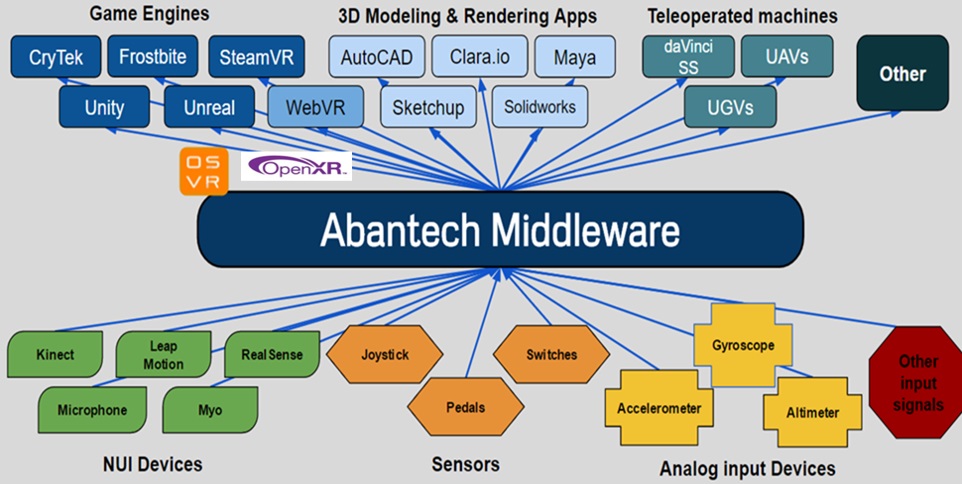 Game Engines
3D Modeling & Rendering Apps
Teleoperated machines
CryTek
Frostbite
SteamVR
AutoCAD
Clara.io
Maya
daVinci
SS
UAVs
Other
Unity
Unreal
WebVR
Sketchup
Solidworks
UGVs
OS
VR
OpenXR™
Abantech Middleware
Kinect
Leap
Motion
RealSense
Joystick
Switches
Gyroscope
Other
input
signals
Microphone
Myo
Pedals
Accelerometer
Altimeter
NUI Devices
Sensors
Analog input Devices